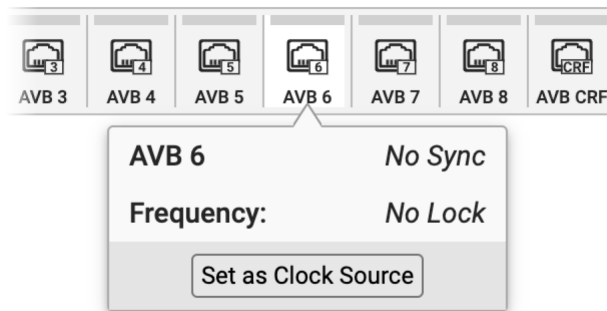 3 4 5 6 7 8 CRF
AVB 3 AVB 4 AVB 5 AVB 6 AVB 7 AVB 8 AVB CRF
AVB 6 No Sync
Frequency: No Lock
Set as Clock Source